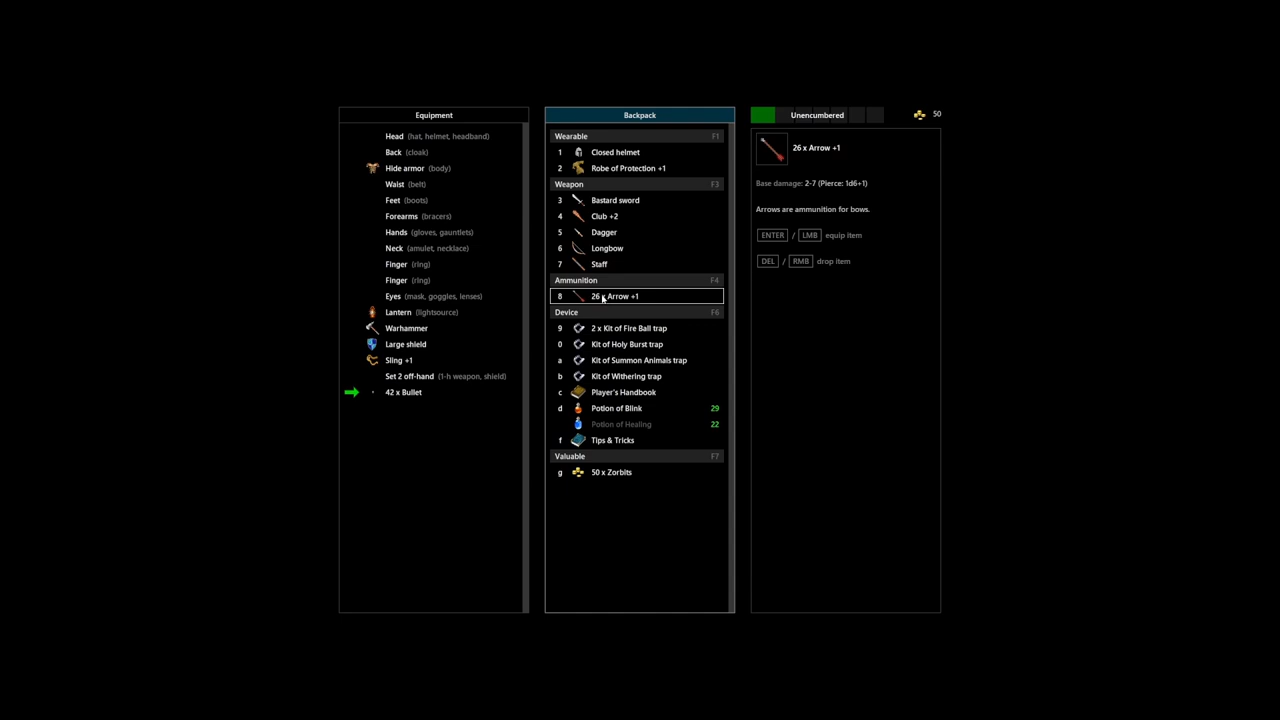 Equipment
Head (hat, helmet, headband)
Back (cloak)
Hide armor (body)
Waist (belt)
Feet (boots)
Forearms (bracers)
Hands (gloves, gauntlets)
Neck (amulet, necklace)
Finger (ring)
Finger (ring)
Eyes (mask, goggles, lenses)
Lantern (lightsource)
Warhammer
Large shield
Sling +1
Set 2 off-hand (1-h weapon, shield)
42 x Bullet
Backpack
Wearable F1
1 Closed helmet
2 Robe of Protection +1
Weapon F3
3 Bastard sword
4 Club +2
5 Dagger
6 Longbow
7 Staff
Ammunition F4
8 26 x Arrow +1
Device F6
9 2 x Kit of Fire Ball trap
0 Kit of Holy Burst trap
a Kit of Summon Animals trap
b Kit of Withering trap
c Player's Handbook
d Potion of Blink 29
Potion of Healing 22
f Tips & Tricks
Valuable F7
g 50 x Zorbits
Unencumbered 50
26 x Arrow +1
Base damage: 2-7 (Pierce: 1d6+1)
Arrows are ammunition for bows.
ENTER / LMB equip item
DEL / RMB drop item